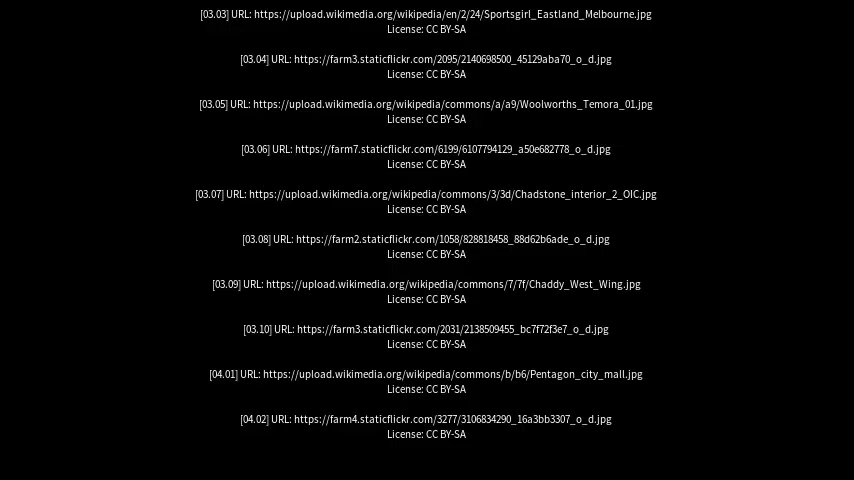 [03.03] URL: https://upload.wikimedia.org/wikipedia/en/2/24/Sportsgirl_Eastland_Melbourne.jpg
License: CC BY-SA
[03.04] URL: https://farm3.staticflickr.com/2095/2140698500_45129aba70_o_d.jpg
License: CC BY-SA
[03.05] URL: https://upload.wikimedia.org/wikipedia/commons/a/a9/Woolworths_Temora_01.jpg
License: CC BY-SA
[03.06] URL: https://farm7.staticflickr.com/6199/6107794129_a50e682778_o_d.jpg
License: CC BY-SA
[03.07] URL: https://upload.wikimedia.org/wikipedia/commons/3/3d/Chadstone_interior_2_OIC.jpg
License: CC BY-SA
[03.08] URL: https://farm2.staticflickr.com/1058/828818458_88d62b6ade_o_d.jpg
License: CC BY-SA
[03.09] URL: https://upload.wikimedia.org/wikipedia/commons/7/7f/Chaddy_West_Wing.jpg
License: CC BY-SA
[03.10] URL: https://farm3.staticflickr.com/2031/2138509455_bc7f72f3e7_o_d.jpg
License: CC BY-SA
[04.01] URL: https://upload.wikimedia.org/wikipedia/commons/b/b6/Pentagon_city_mall.jpg
License: CC BY-SA
[04.02] URL: https://farm4.staticflickr.com/3277/3106834290_16a3bb3307_o_d.jpg
License: CC BY-SA